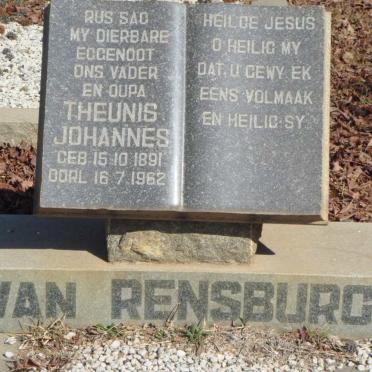 RUS SAG
MY DIERBARE
EGGENOOT
ONS VADER
EN OUPA
THEUNIS
JOHANNES
GEB 15.10 1891
OORL 16.7.1962
HEILGE JESUS
O HEILIG MY
DAT U GEWY EK
EENS VOLMAAK
EN HEILIG SY
VAN RENSBURG